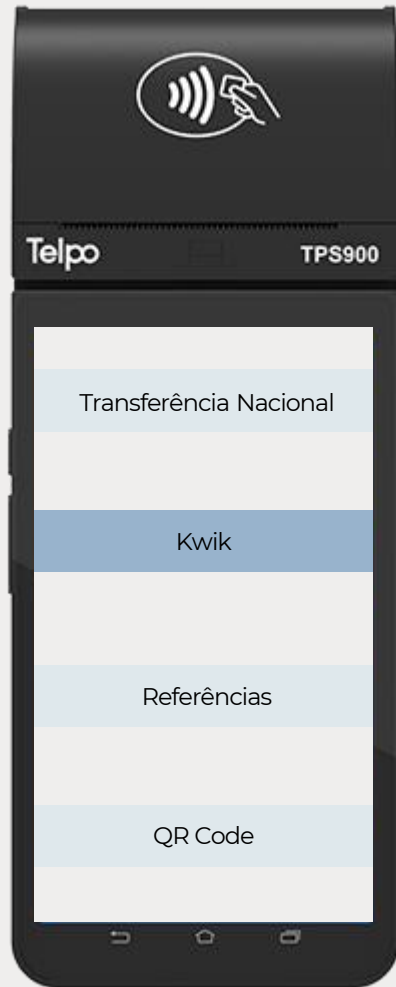 Telpo
TPS900
Transferência Nacional
Kwik
Referências
QR Code